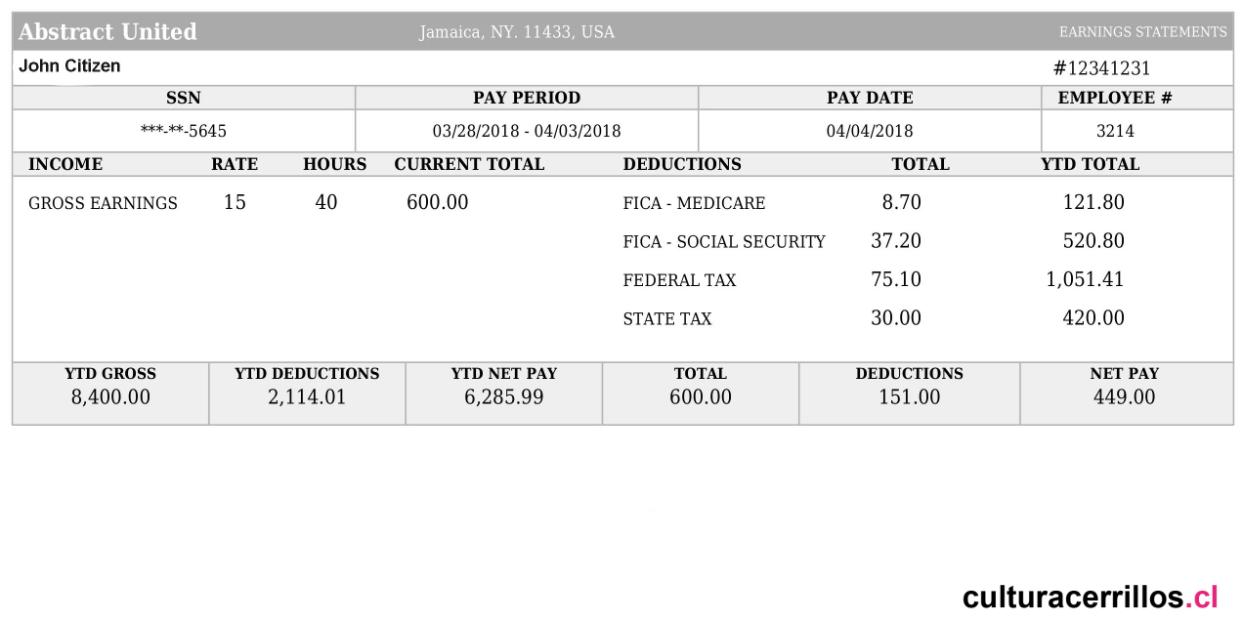 Abstract United Jamaica, NY. 11433, USA EARNINGS STATEMENTS
John Citizen #12341231
SSN PAY PERIOD PAY DATE EMPLOYEE #
***-**-5645 03/28/2018 - 04/03/2018 04/04/2018 3214
INCOME RATE HOURS CURRENT TOTAL DEDUCTIONS TOTAL YTD TOTAL
GROSS EARNINGS 15 40 600.00 FICA - MEDICARE 8.70 121.80
FICA - SOCIAL SECURITY 37.20 520.80
FEDERAL TAX 75.10 1,051.41
STATE TAX 30.00 420.00
YTD GROSS YTD DEDUCTIONS YTD NET PAY TOTAL DEDUCTIONS NET PAY
8,400.00 2,114.01 6,285.99 600.00 151.00 449.00
culturacerrillos.cl